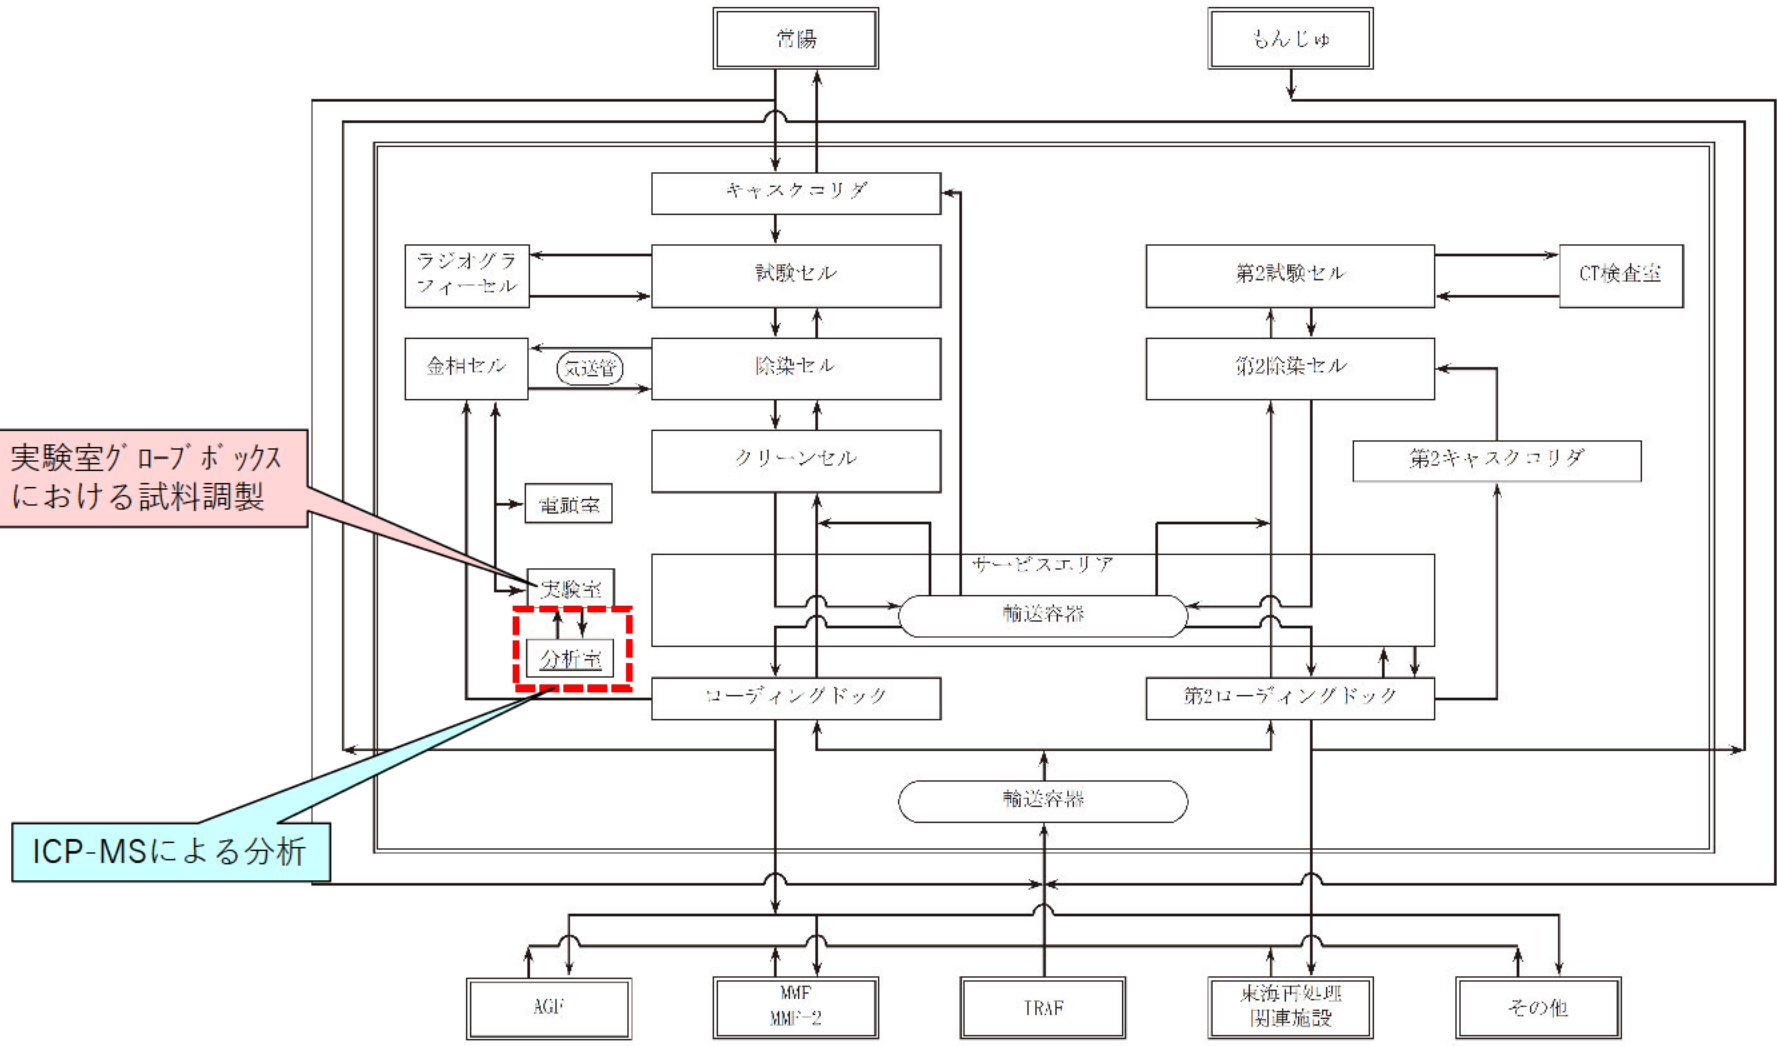 常陽
もんじゅ
キャスクコリダ
ラジオグラ
フィーセル
試験セル
第2試験セル
CT検査室
金相セル
気送管
除染セル
第2除染セル
実験室グローブボックス
における試料調製
クリーンセル
第2キャスクコリダ
電顕室
サービスエリア
実験室
輸送容器
分析室
ローディングドック
第2ローディングドック
輸送容器
ICP-MSによる分析
AGF
MMF
MMF-2
TRAF
東海再処理
関連施設
その他